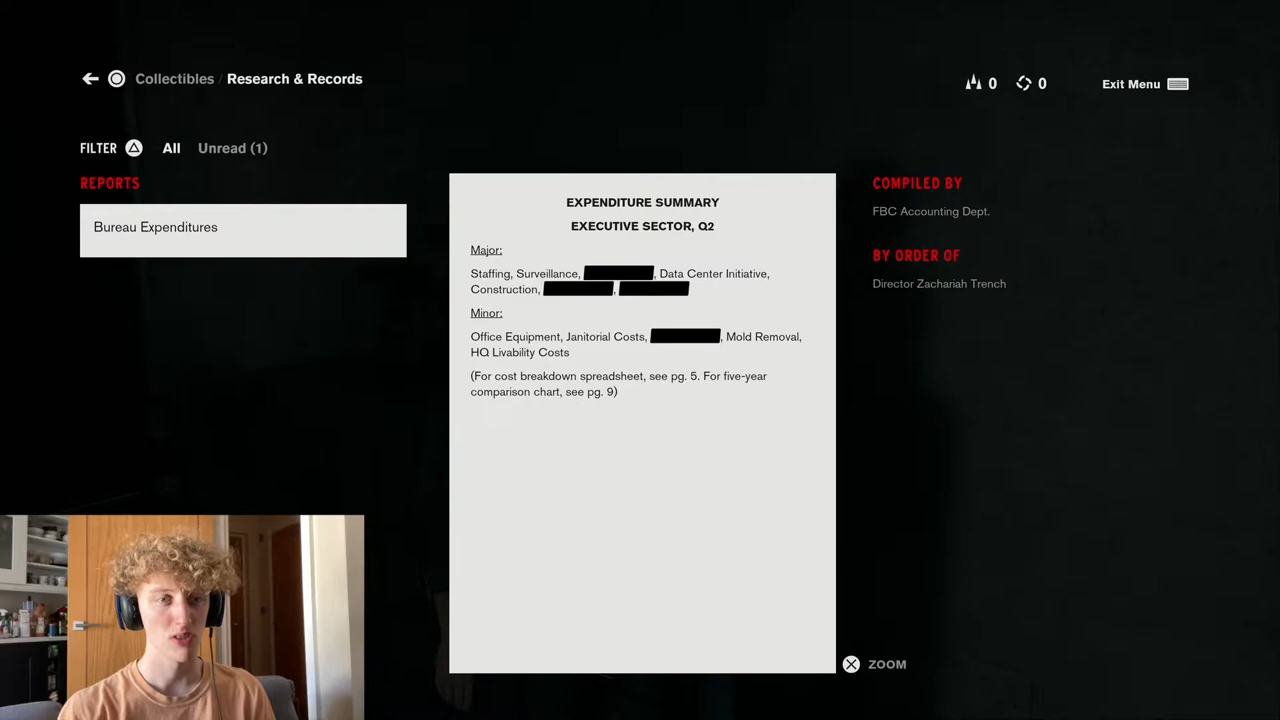 Collectibles / Research & Records
0
0
Exit Menu
FILTER All Unread (1)
REPORTS
Bureau Expenditures
EXPENDITURE SUMMARY
EXECUTIVE SECTOR, Q2
Major:
Staffing, Surveillance, , Data Center Initiative,
Construction, ,
Minor:
Office Equipment, Janitorial Costs, , Mold Removal,
HQ Livability Costs
(For cost breakdown spreadsheet, see pg. 5. For five-year
comparison chart, see pg. 9)
COMPILED BY
FBC Accounting Dept.
BY ORDER OF
Director Zachariah Trench
ZOOM